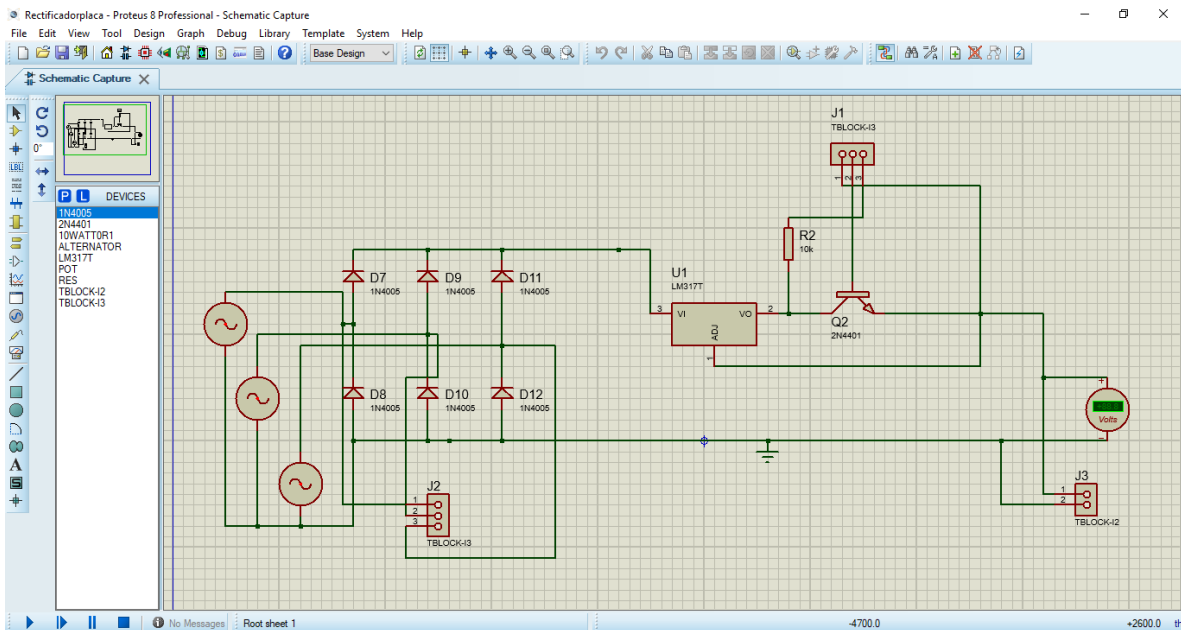 Rectificadorplaca - Proteus 8 Professional - Schematic Capture
File Edit View Tool Design Graph Debug Library Template System Help
Base Design
Schematic Capture
0°
LBL
P L DEVICES
1N4005
2N4401
10WATT0R1
ALTERNATOR
LM317T
POT
RES
TBLOCK-I2
TBLOCK-I3
A
S
J1
TBLOCK-I3
1 2 3
R2
10k
U1
LM317T
3 VI VO 2
ADJ
1
Q2
2N4401
D7
1N4005
D9
1N4005
D11
1N4005
D8
1N4005
D10
1N4005
D12
1N4005
+
Volts
J2
1
2
3
TBLOCK-I3
J3
1
2
TBLOCK-I2
No Messages
Root sheet 1
-4700.0
+2600.0
th